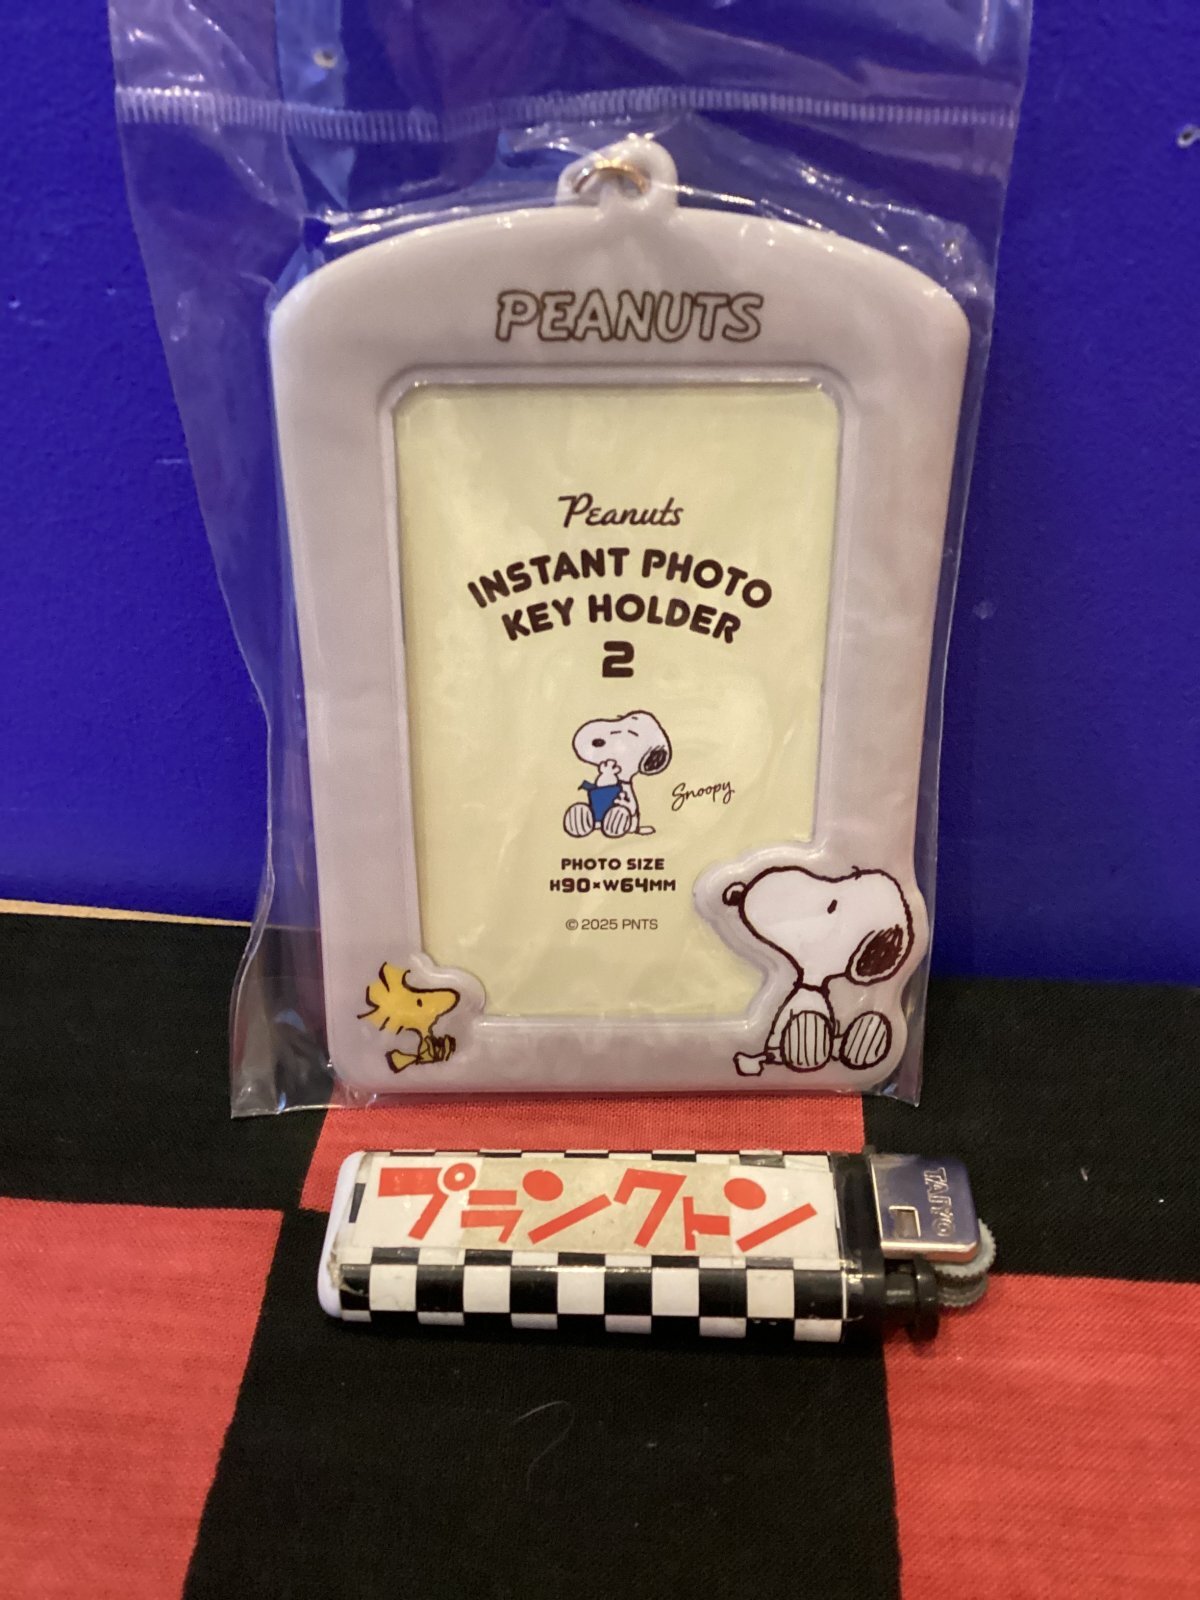 PEANUTS
Peanuts
INSTANT PHOTO
KEY HOLDER
2
Snoopy
PHOTO SIZE
H90×W64MM
© 2025 PNTS
プランクトン
TAIYO